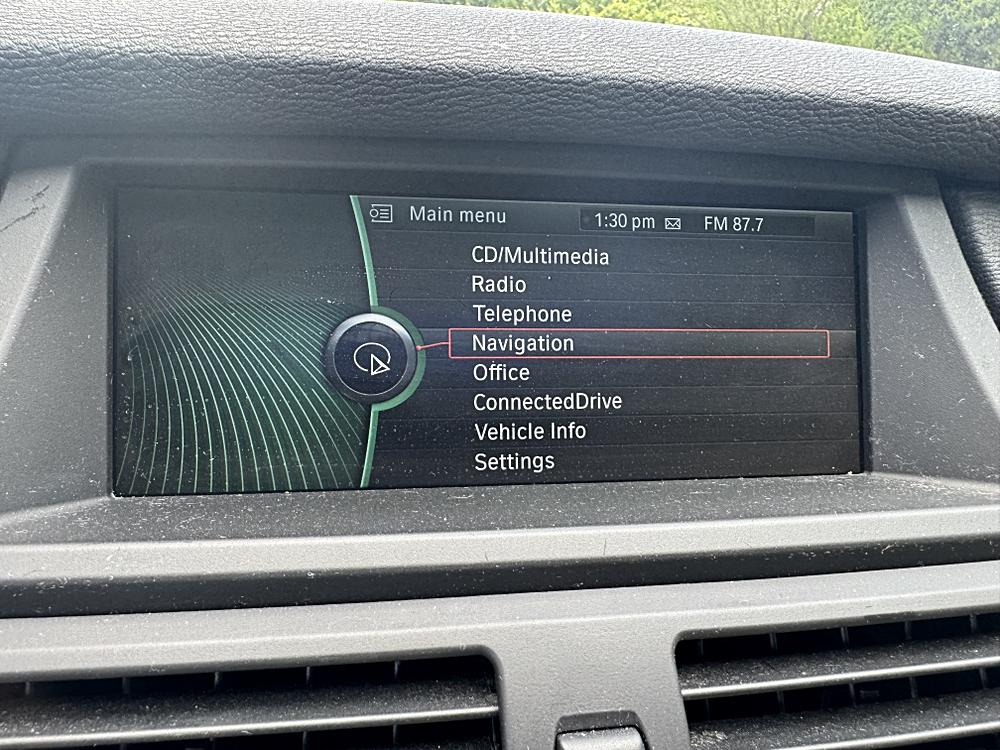 Main menu 1:30 pm FM 87.7
CD/Multimedia
Radio
Telephone
Navigation
Office
ConnectedDrive
Vehicle Info
Settings